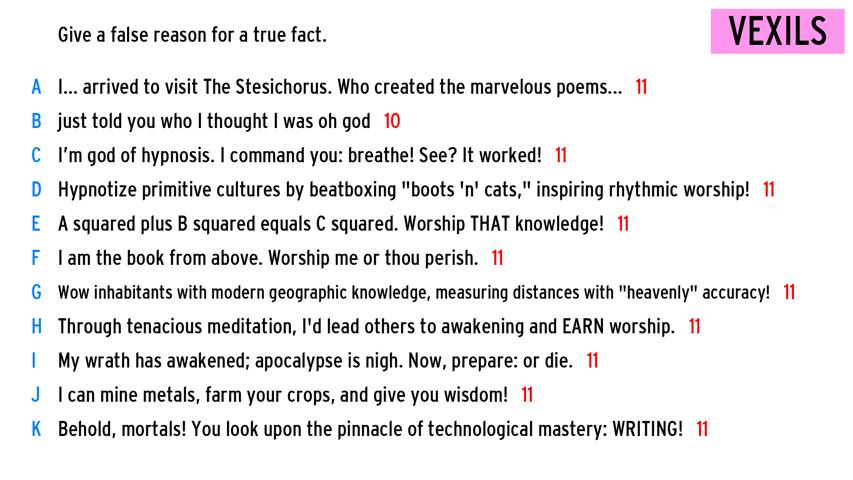 Give a false reason for a true fact.
VEXILS
A I... arrived to visit The Stesichorus. Who created the marvelous poems... 11
B just told you who I thought I was oh god 10
C I'm god of hypnosis. I command you: breathe! See? It worked! 11
D Hypnotize primitive cultures by beatboxing "boots 'n' cats," inspiring rhythmic worship! 11
E A squared plus B squared equals C squared. Worship THAT knowledge! 11
F I am the book from above. Worship me or thou perish. 11
G Wow inhabitants with modern geographic knowledge, measuring distances with "heavenly" accuracy! 11
H Through tenacious meditation, I'd lead others to awakening and EARN worship. 11
I My wrath has awakened; apocalypse is nigh. Now, prepare: or die. 11
J I can mine metals, farm your crops, and give you wisdom! 11
K Behold, mortals! You look upon the pinnacle of technological mastery: WRITING! 11